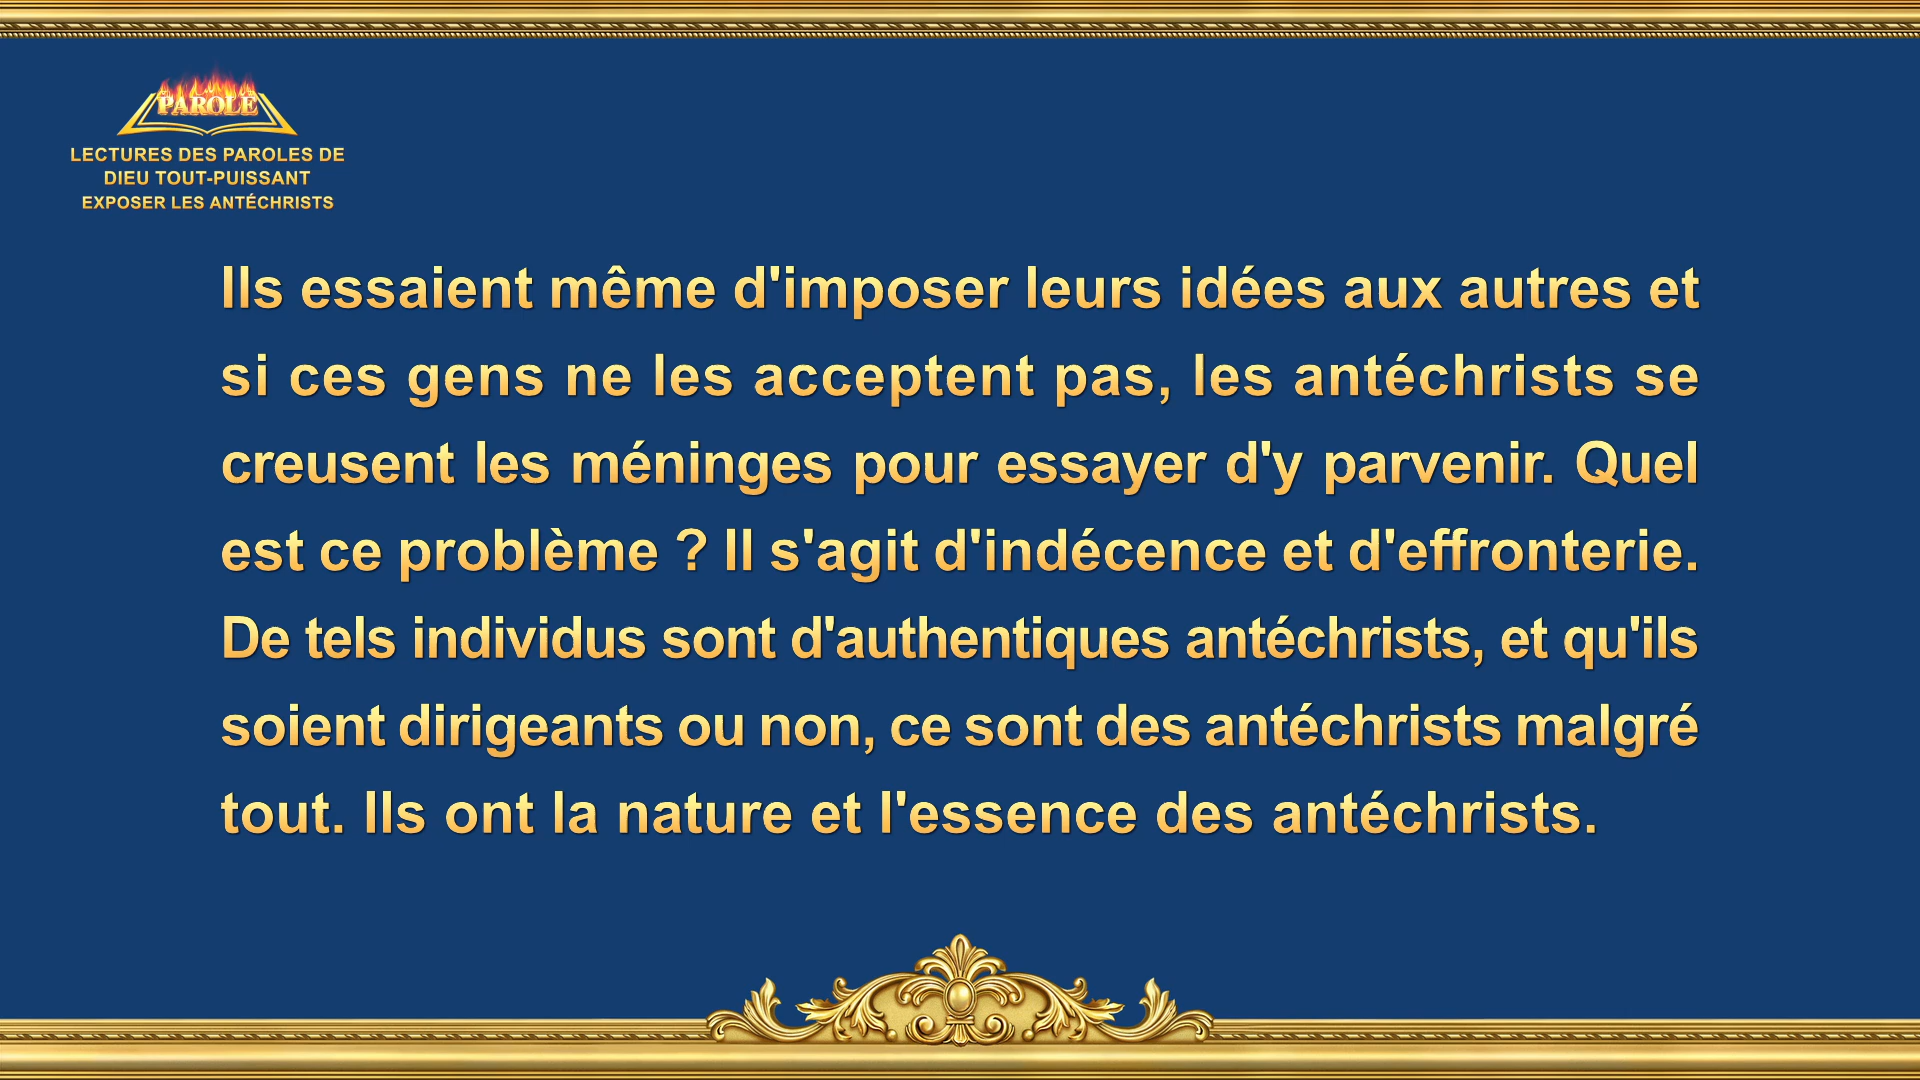 PAROLE
LECTURES DES PAROLES DE
DIEU TOUT-PUISSANT
EXPOSER LES ANTÉCHRISTS
Ils essaient même d'imposer leurs idées aux autres et
si ces gens ne les acceptent pas, les antéchrists se
creusent les méninges pour essayer d'y parvenir. Quel
est ce problème ? Il s'agit d'indécence et d'effronterie.
De tels individus sont d'authentiques antéchrists, et qu'ils
soient dirigeants ou non, ce sont des antéchrists malgré
tout. Ils ont la nature et l'essence des antéchrists.